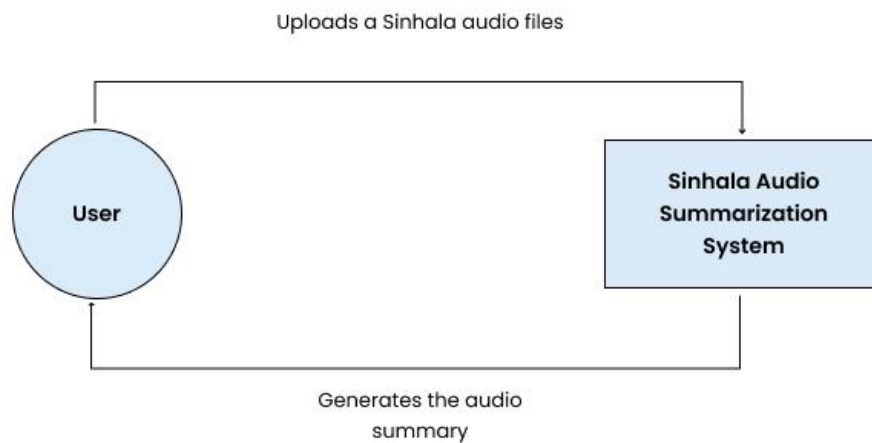 Uploads a Sinhala audio files
User
Sinhala Audio
Summarization
System
Generates the audio
summary